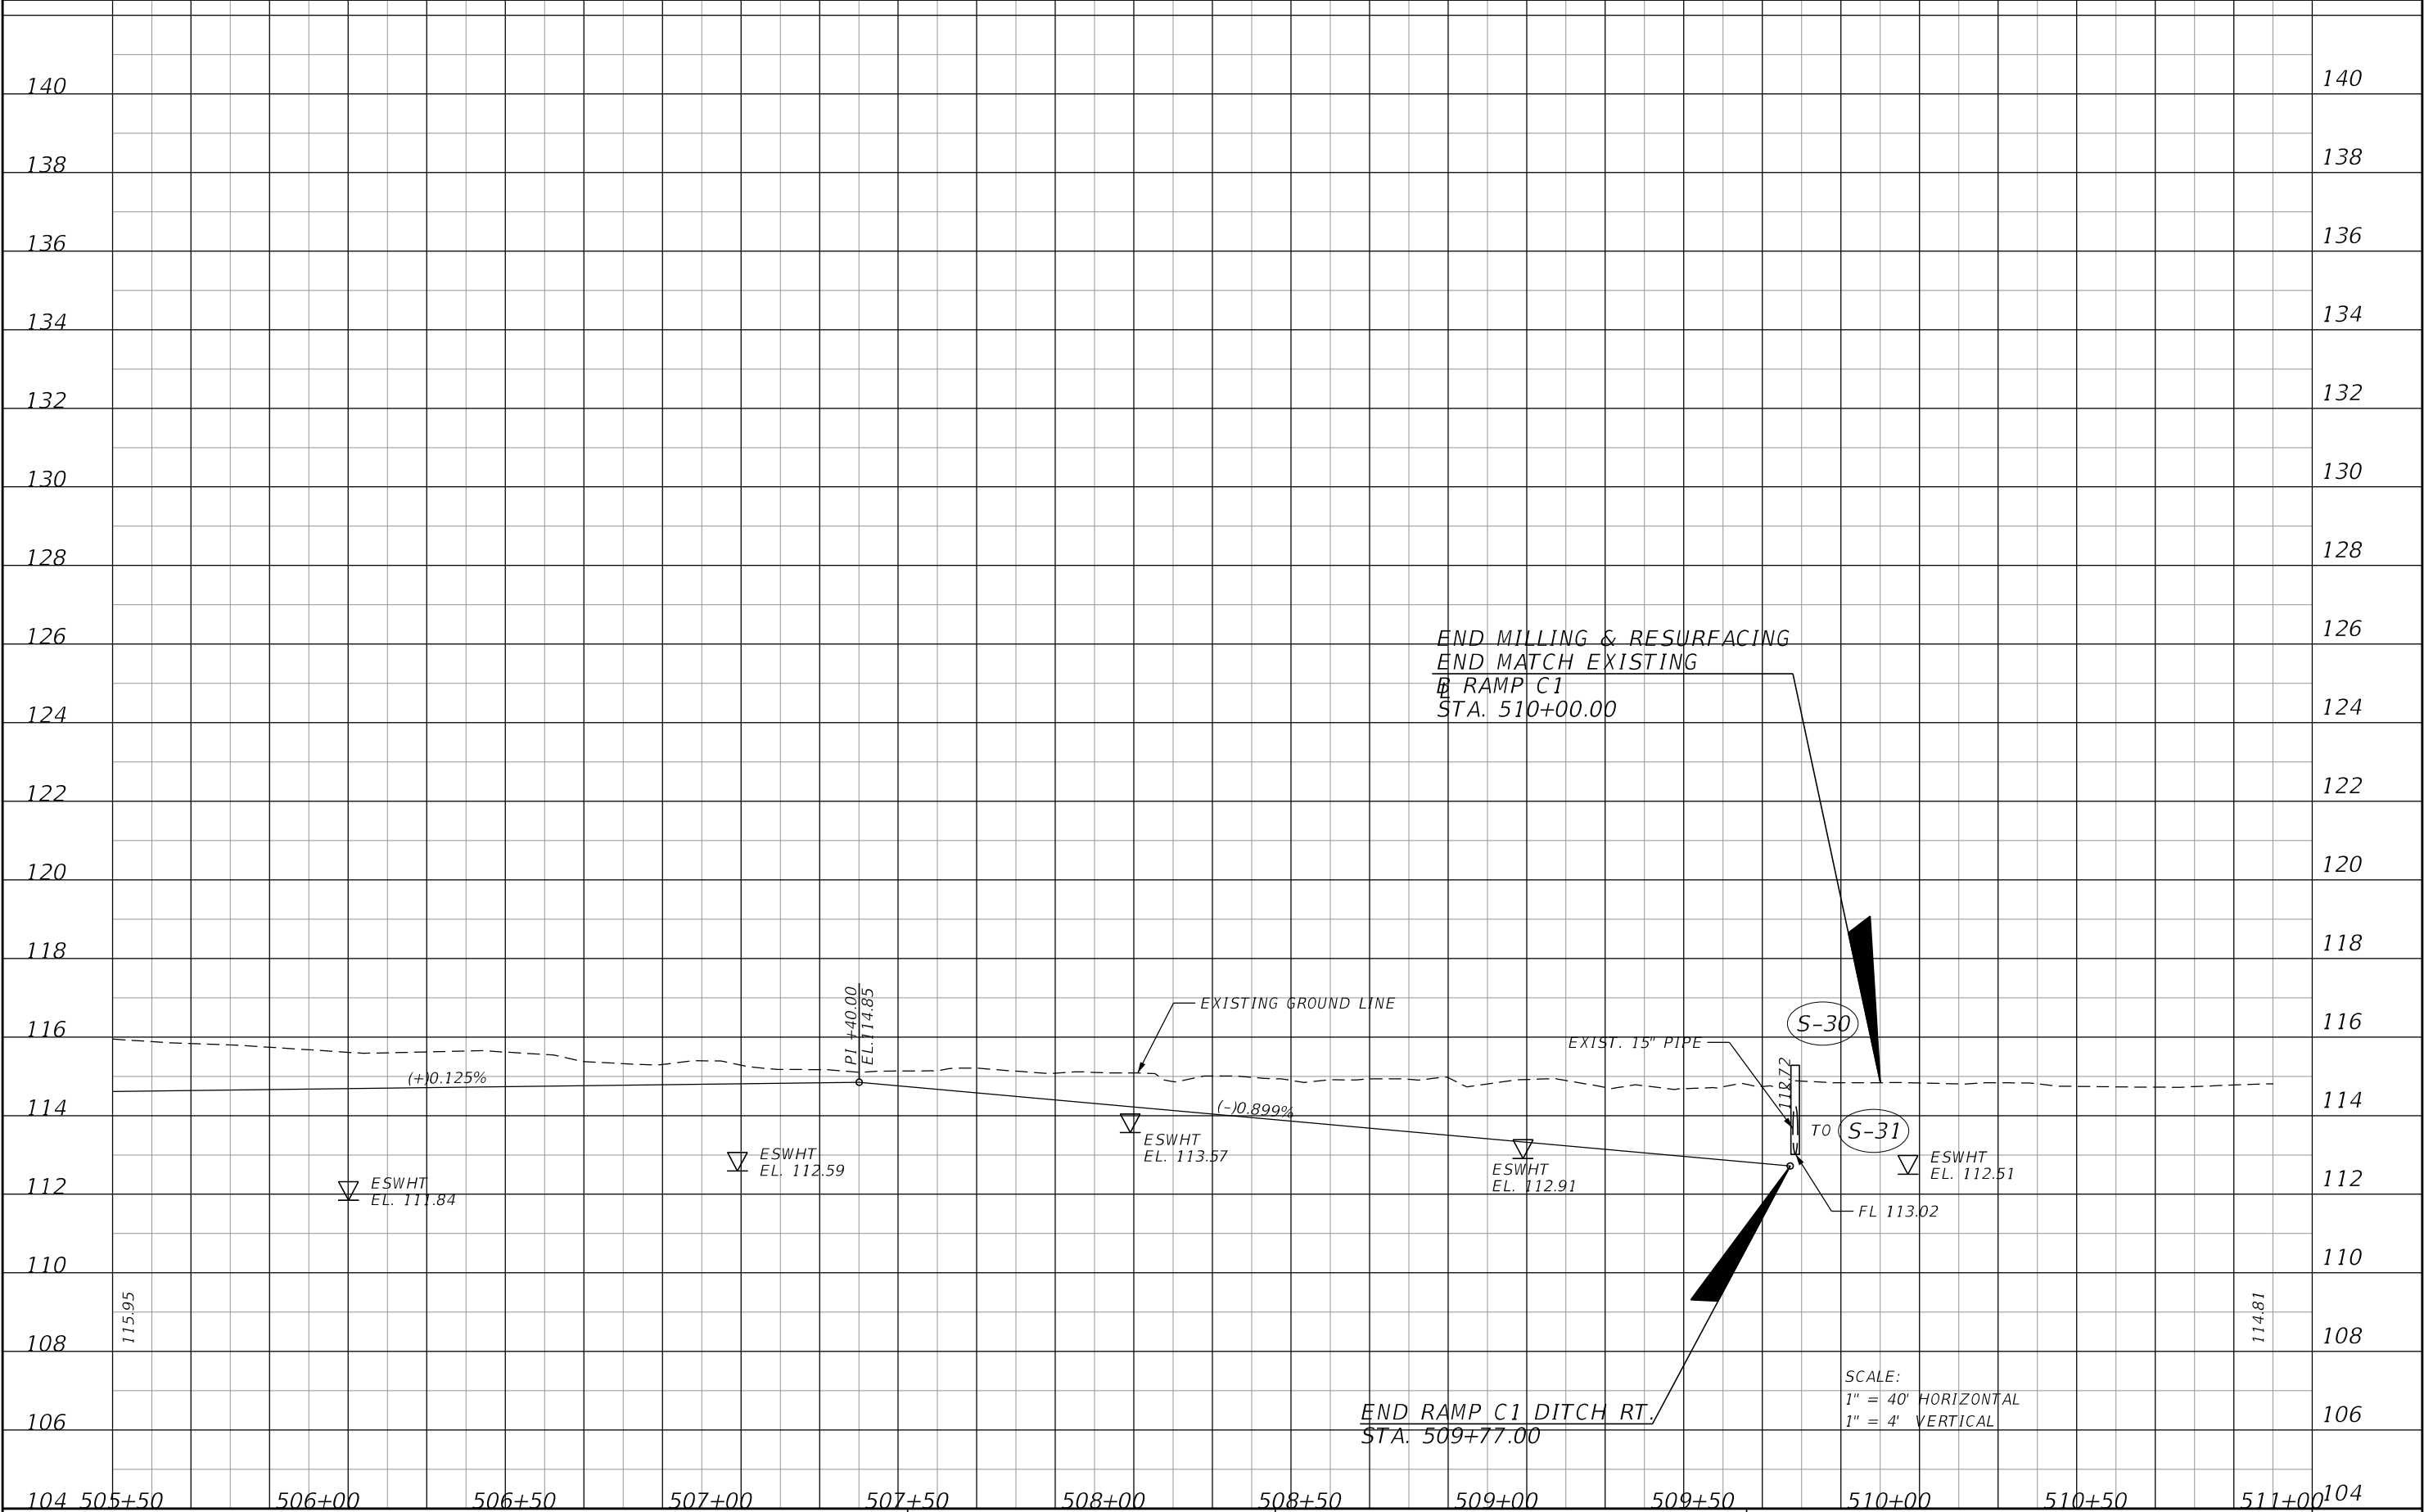 140 140
138 138
136 136
134 134
132 132
130 130
128 128
126 126
END MILLING & RESURFACING
END MATCH EXISTING
B RAMP C1
STA. 510+00.00
124 124
122 122
120 120
118 118
PI +40.00
EL.114.85
EXISTING GROUND LINE
116 116
S-30
EXIST. 15" PIPE
112.72
(+)0.125%
(-)0.899%
114 114
TO S-31
ESWHT
EL. 111.84
ESWHT
EL. 112.59
ESWHT
EL. 113.57
ESWHT
EL. 112.91
ESWHT
EL. 112.51
112 112
FL 113.02
110 110
115.95
114.81
108 108
SCALE:
1" = 40' HORIZONTAL
1" = 4' VERTICAL
106 106
END RAMP C1 DITCH RT.
STA. 509+77.00
104 505+50 506+00 506+50 507+00 507+50 508+00 508+50 509+00 509+50 510+00 510+50 511+00 104